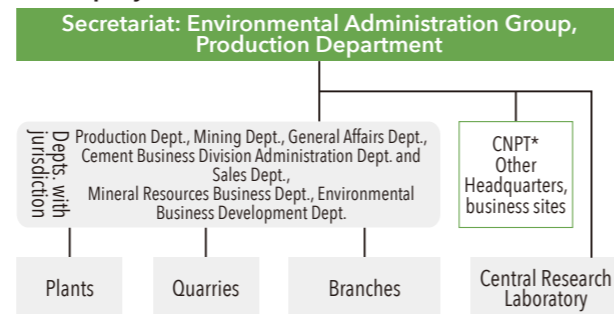 Secretariat: Environmental Administration Group,
Production Department
Depts. with
jurisdiction
Production Dept., Mining Dept., General Affairs Dept.,
Cement Business Division Administration Dept. and
Sales Dept.,
Mineral Resources Business Dept., Environmental
Business Development Dept.
CNPT*
Other
Headquarters,
business sites
Plants
Quarries
Branches
Central Research
Laboratory